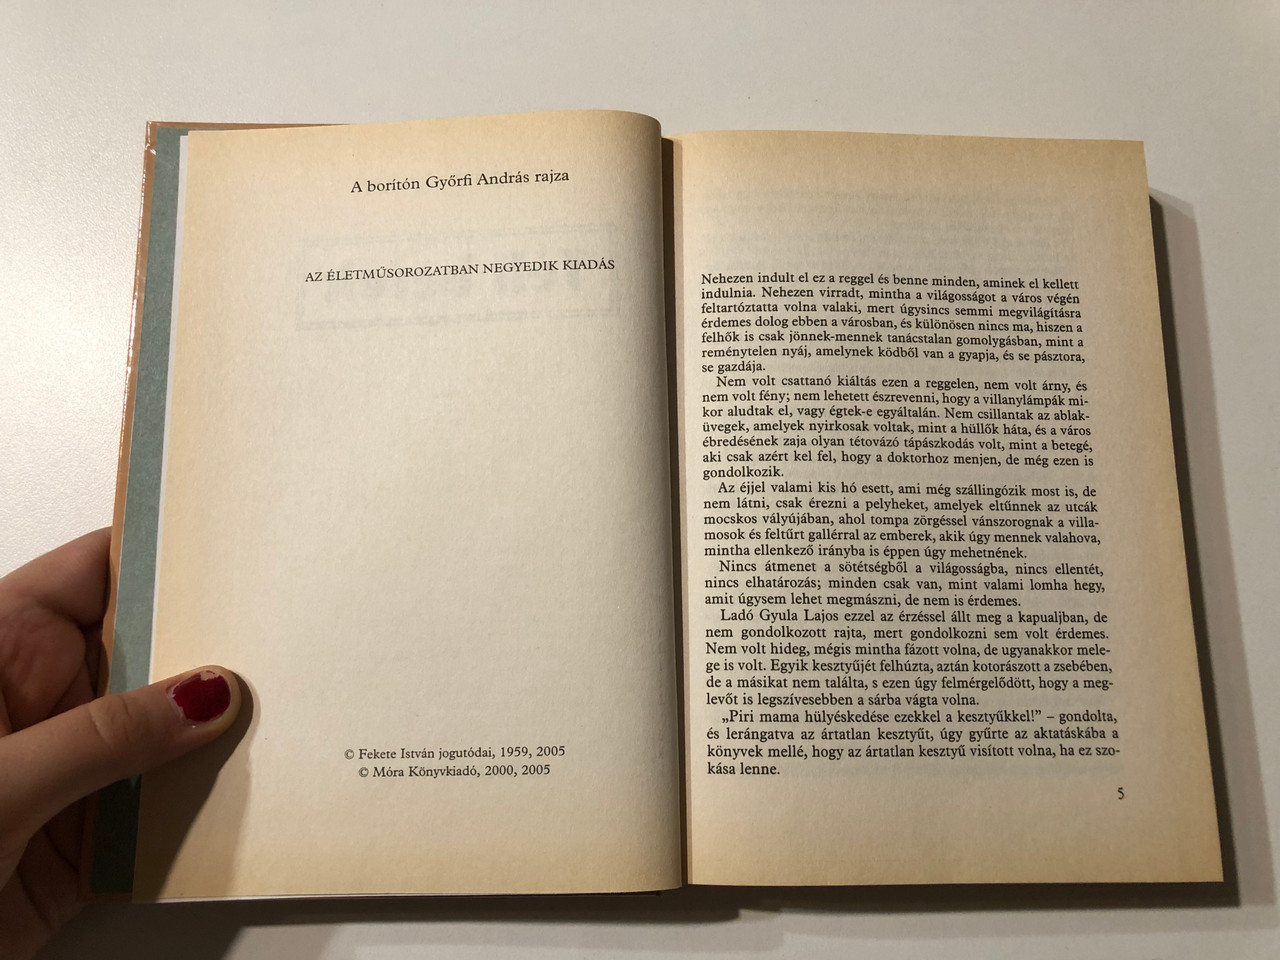 A borítón Győrfi András rajza
AZ ÉLETMŰSOROZATBAN NEGYEDIK KIADÁS
© Fekete István jogutódai, 1959, 2005
© Móra Könyvkiadó, 2000, 2005
Nehezen indult el ez a reggel és benne minden, aminek el kellett
indulnia. Nehezen virradt, mintha a világosságot a város végén
feltartóztatta volna valaki, mert úgysincs semmi megvilágításra
érdemes dolog ebben a városban, és különösen nincs ma, hiszen a
felhők is csak jönnek-mennek tanácstalan gomolygásban, mint a
reménytelen nyáj, amelynek ködből van a gyapja, és se pásztora,
se gazdája.
Nem volt csattanó kiáltás ezen a reggelen, nem volt árny, és
nem volt fény; nem lehetett észrevenni, hogy a villanylámpák mi-
kor aludtak el, vagy égtek-e egyáltalán. Nem csillantak az ablak-
üvegek, amelyek nyirkosak voltak, mint a hüllők háta, és a város
ébredésének zaja olyan tétovázó tápászkodás volt, mint a betegé,
aki csak azért kel fel, hogy a doktorhoz menjen, de még ezen is
gondolkozik.
Az éjjel valami kis hó esett, ami még szállingózik most is, de
nem látni, csak érezni a pelyheket, amelyek eltűnnek az utcák
mocskos vályújában, ahol tompa zörgéssel vánszorognak a villa-
mosok és feltűrt gallérral az emberek, akik úgy mennek valahova,
mintha ellenkező irányba is éppen úgy mehetnének.
Nincs átmenet a sötétségből a világosságba, nincs ellentét,
nincs elhatározás; minden csak van, mint valami lomha hegy,
amit úgysem lehet megmászni, de nem is érdemes.
Ladó Gyula Lajos ezzel az érzéssel állt meg a kapualjban, de
nem gondolkozott rajta, mert gondolkozni sem volt érdemes.
Nem volt hideg, mégis mintha fázott volna, de ugyanakkor mele-
ge is volt. Egyik kesztyűjét felhúzta, aztán kotorászott a zsebében,
de a másikat nem találta, s ezen úgy felmérgelődött, hogy a meg-
levőt is legszívesebben a sárba vágta volna.
„Piri mama hülyéskedése ezekkel a kesztyűkkel!” – gondolta,
és lerángatva az ártatlan kesztyűt, úgy gyűrte az aktatáskába a
könyvek mellé, hogy az ártatlan kesztyű visított volna, ha ez szo-
kása lenne.
5